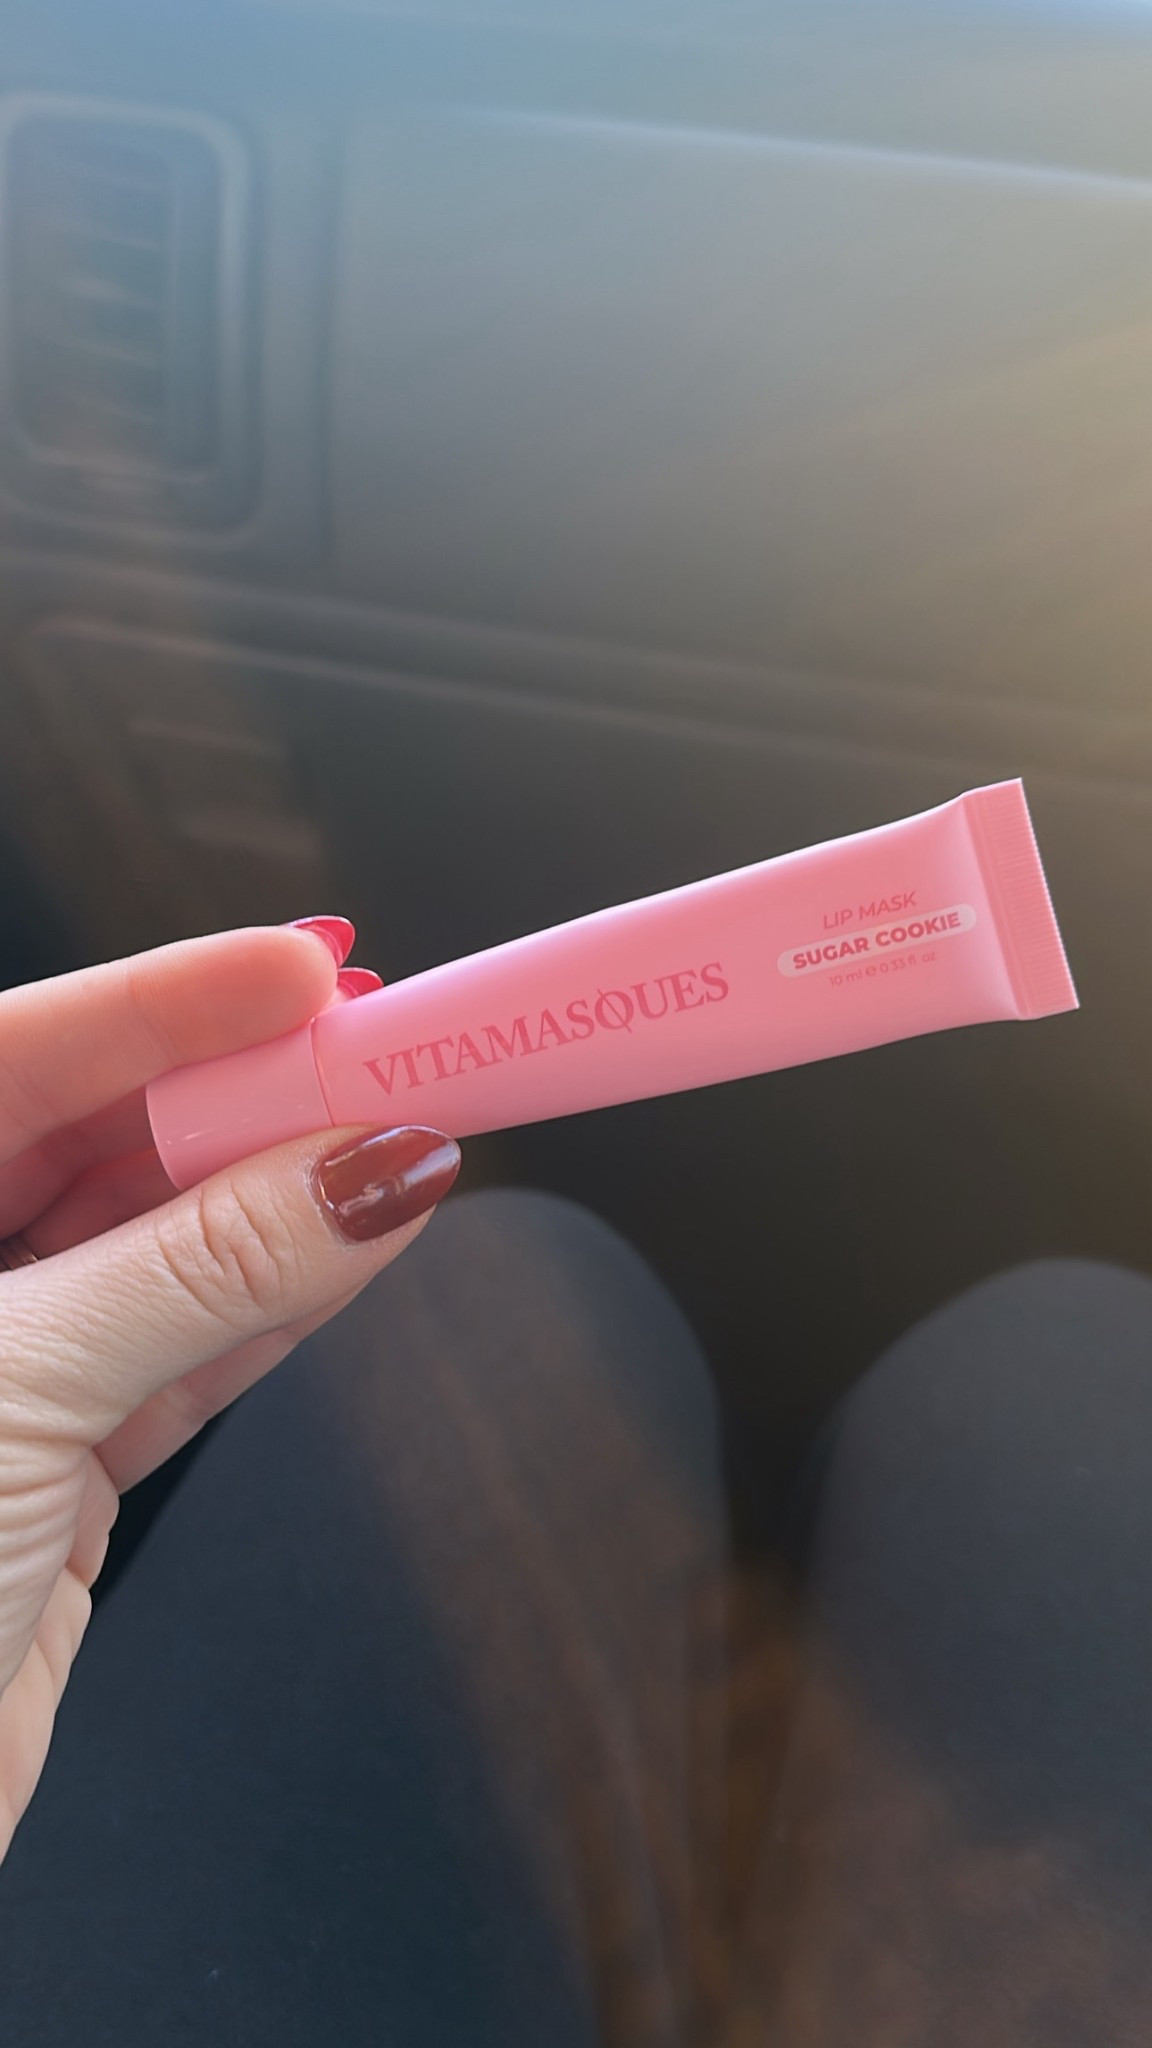 VITAMASQUES
LIP MASK
SUGAR COOKIE
10 ml ℮ 0.33 fl. oz